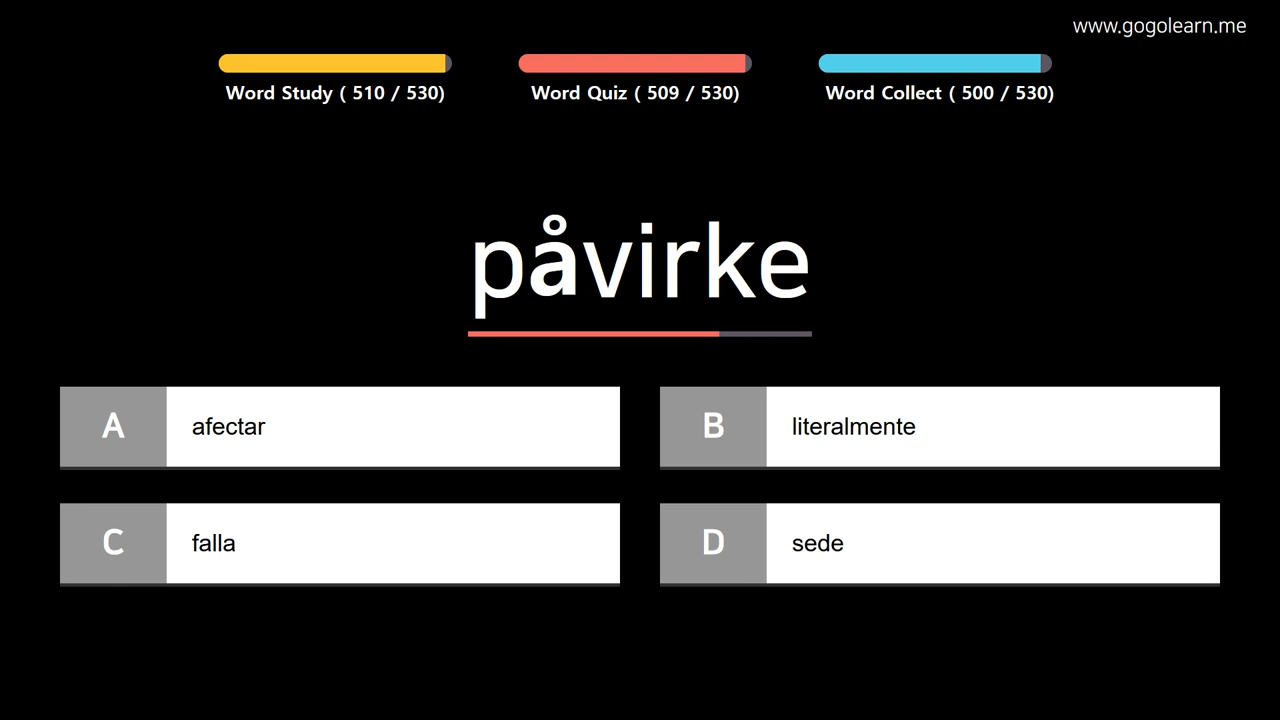 www.gogolearn.me
Word Study ( 510 / 530)
Word Quiz ( 509 / 530)
Word Collect ( 500 / 530)
påvirke
A afectar
B literalmente
C falla
D sede